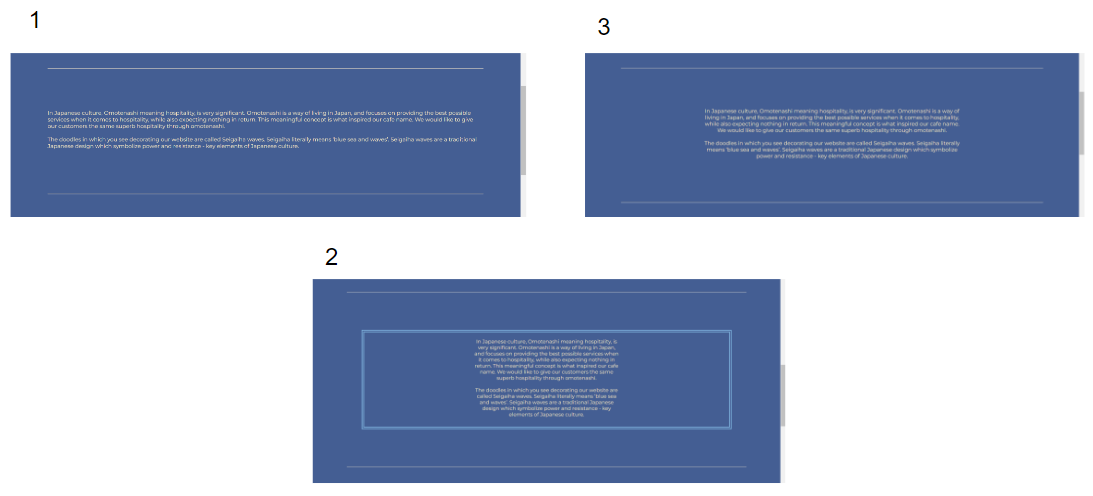 1
In Japanese culture, Omotenashi meaning hospitality, is very significant. Omotenashi is a way of living in Japan, and focuses on providing the best possible
services when it comes to hospitality, while also expecting nothing in return. This meaningful concept is what inspired our cafe name. We would like to give
our customers the same superb hospitality through omotenashi.
The doodles in which you see decorating our website are called Seigaiha waves. Seigaiha literally means 'blue sea and waves'. Seigaiha waves are a traditional
Japanese design which symbolize power and resistance - key elements of Japanese culture.
3
In Japanese culture, Omotenashi meaning hospitality, is very significant. Omotenashi is a way of
living in Japan, and focuses on providing the best possible services when it comes to hospitality,
while also expecting nothing in return. This meaningful concept is what inspired our cafe name.
We would like to give our customers the same superb hospitality through omotenashi.
The doodles in which you see decorating our website are called Seigaiha waves. Seigaiha literally
means 'blue sea and waves'. Seigaiha waves are a traditional Japanese design which symbolize
power and resistance - key elements of Japanese culture.
2
In Japanese culture, Omotenashi meaning hospitality, is
very significant. Omotenashi is a way of living in Japan,
and focuses on providing the best possible services when
it comes to hospitality, while also expecting nothing in
return. This meaningful concept is what inspired our cafe
name. We would like to give our customers the same
superb hospitality through omotenashi.
The doodles in which you see decorating our website are
called Seigaiha waves. Seigaiha literally means 'blue sea
and waves'. Seigaiha waves are a traditional Japanese
design which symbolize power and resistance - key
elements of Japanese culture.